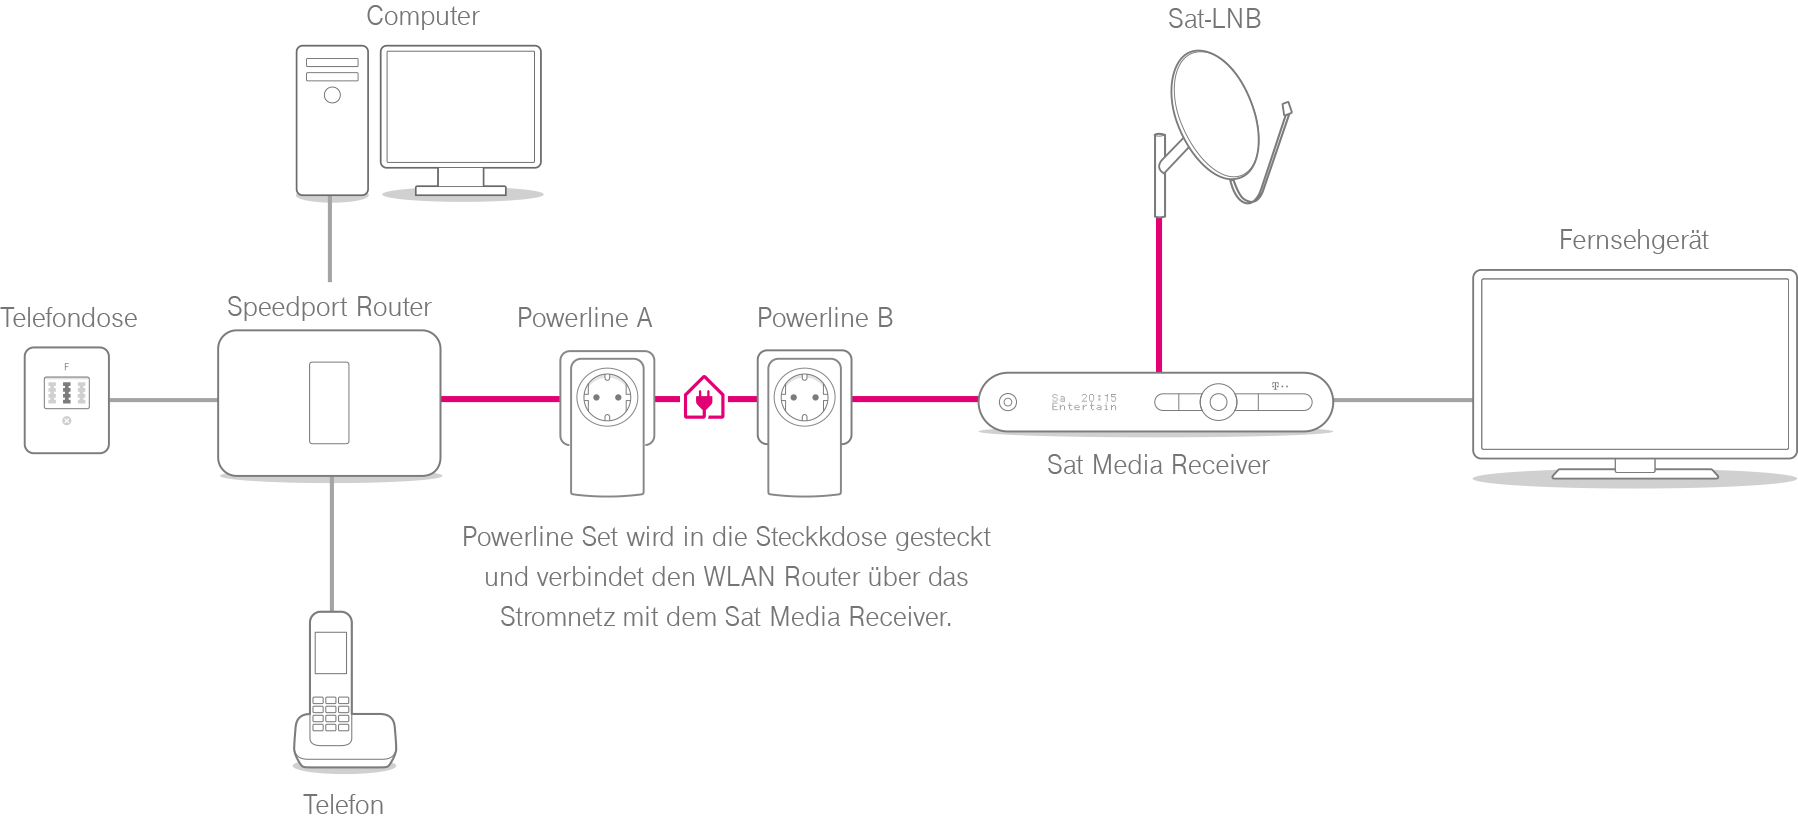 Computer
Sat-LNB
Fernsehgerät
Speedport Router
Telefondose
Powerline A
Powerline B
F
T··
Sa 20:15
Entertain
Sat Media Receiver
Powerline Set wird in die Steckkdose gesteckt
und verbindet den WLAN Router über das
Stromnetz mit dem Sat Media Receiver.
Telefon